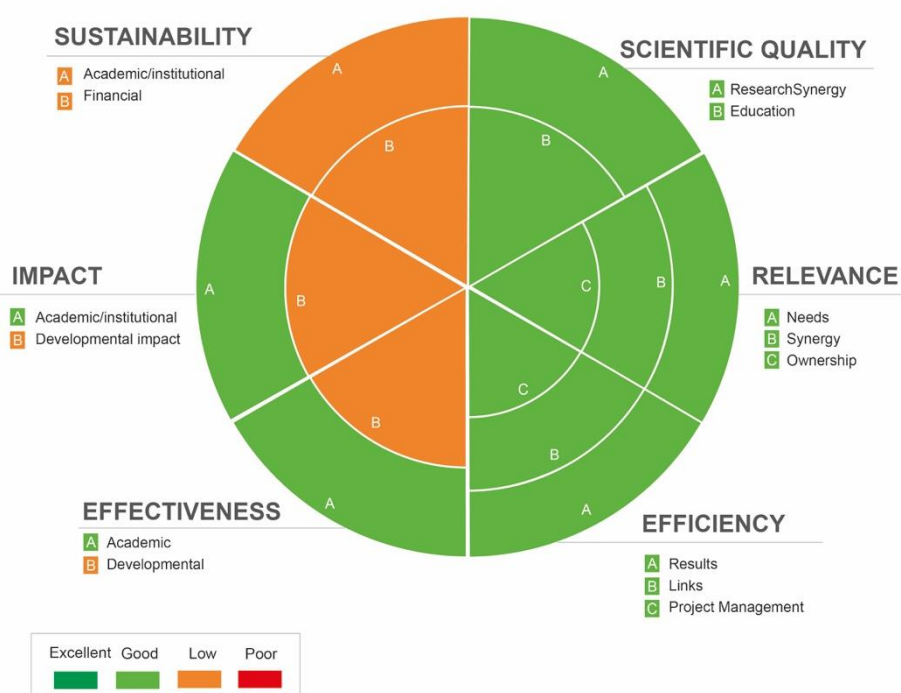 SUSTAINABILITY
A Academic/institutional
B Financial
SCIENTIFIC QUALITY
A ResearchSynergy
B Education
IMPACT
A Academic/institutional
B Developmental impact
RELEVANCE
A Needs
B Synergy
C Ownership
EFFECTIVENESS
A Academic
B Developmental
EFFICIENCY
A Results
B Links
C Project Management
A
B
A
B
A
B
C
A
B
C
A
B
A
B
Excellent Good Low Poor